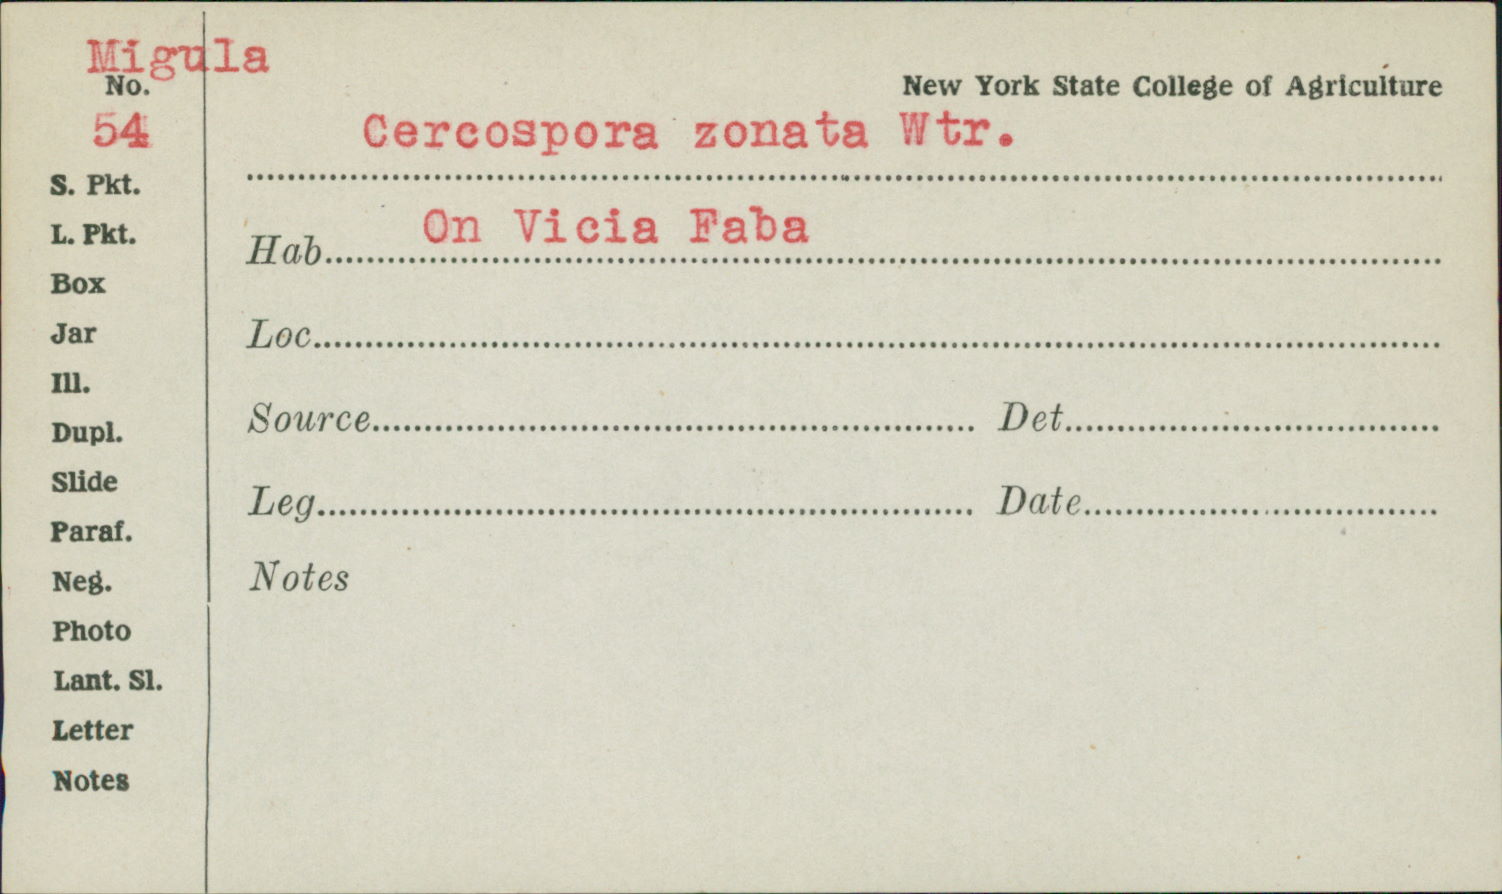 Migula
No.
54
New York State College of Agriculture
Cercospora zonata Wtr.
S. Pkt.
L. Pkt.
Box
Jar
Ill.
Dupl.
Slide
Paraf.
Neg.
Photo
Lant. Sl.
Letter
Notes
Hab. On Vicia Faba
Loc.
Source
Det.
Leg.
Date
Notes